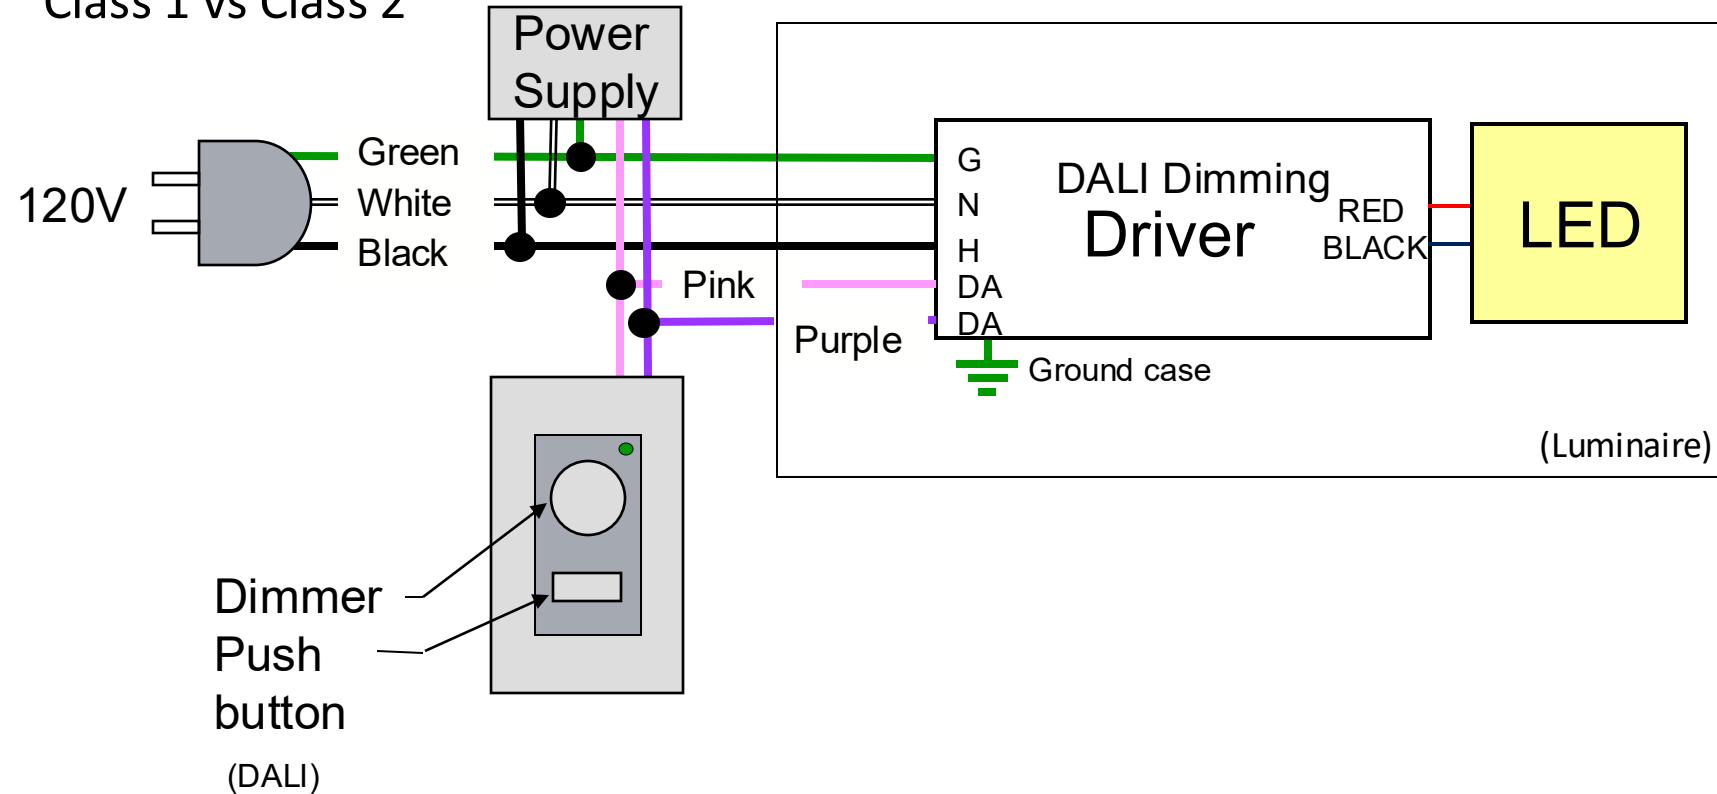 Class 1 vs Class 2
Power
Supply
120V
Green
White
Black
Pink
Purple
G
N
H
DA
DA
DALI Dimming
Driver
RED
BLACK
LED
Ground case
(Luminaire)
Dimmer
Push
button
(DALI)